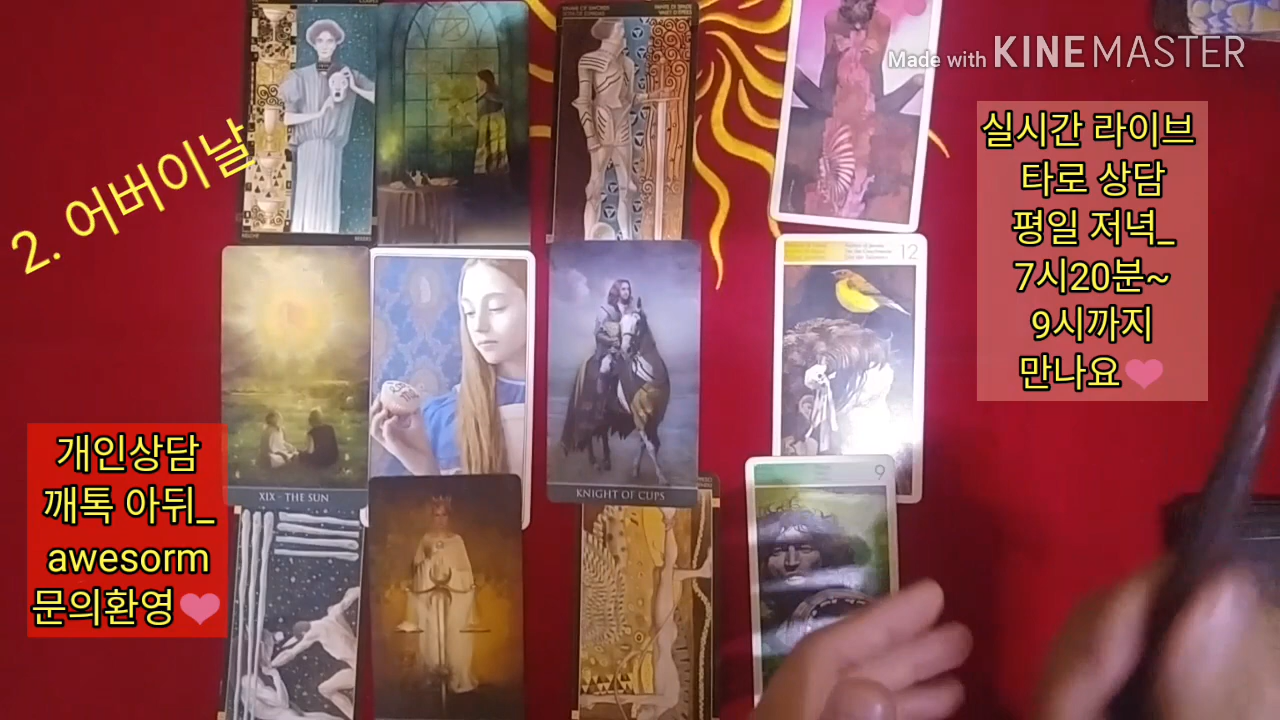 Made with KINEMASTER
2. 어버이날
실시간 라이브
타로 상담
평일 저녁_
7시20분~
9시까지
만나요❤
12
개인상담
깨톡 아뒤_
awesorm
문의환영❤
XIX - THE SUN
KNIGHT OF CUPS
9